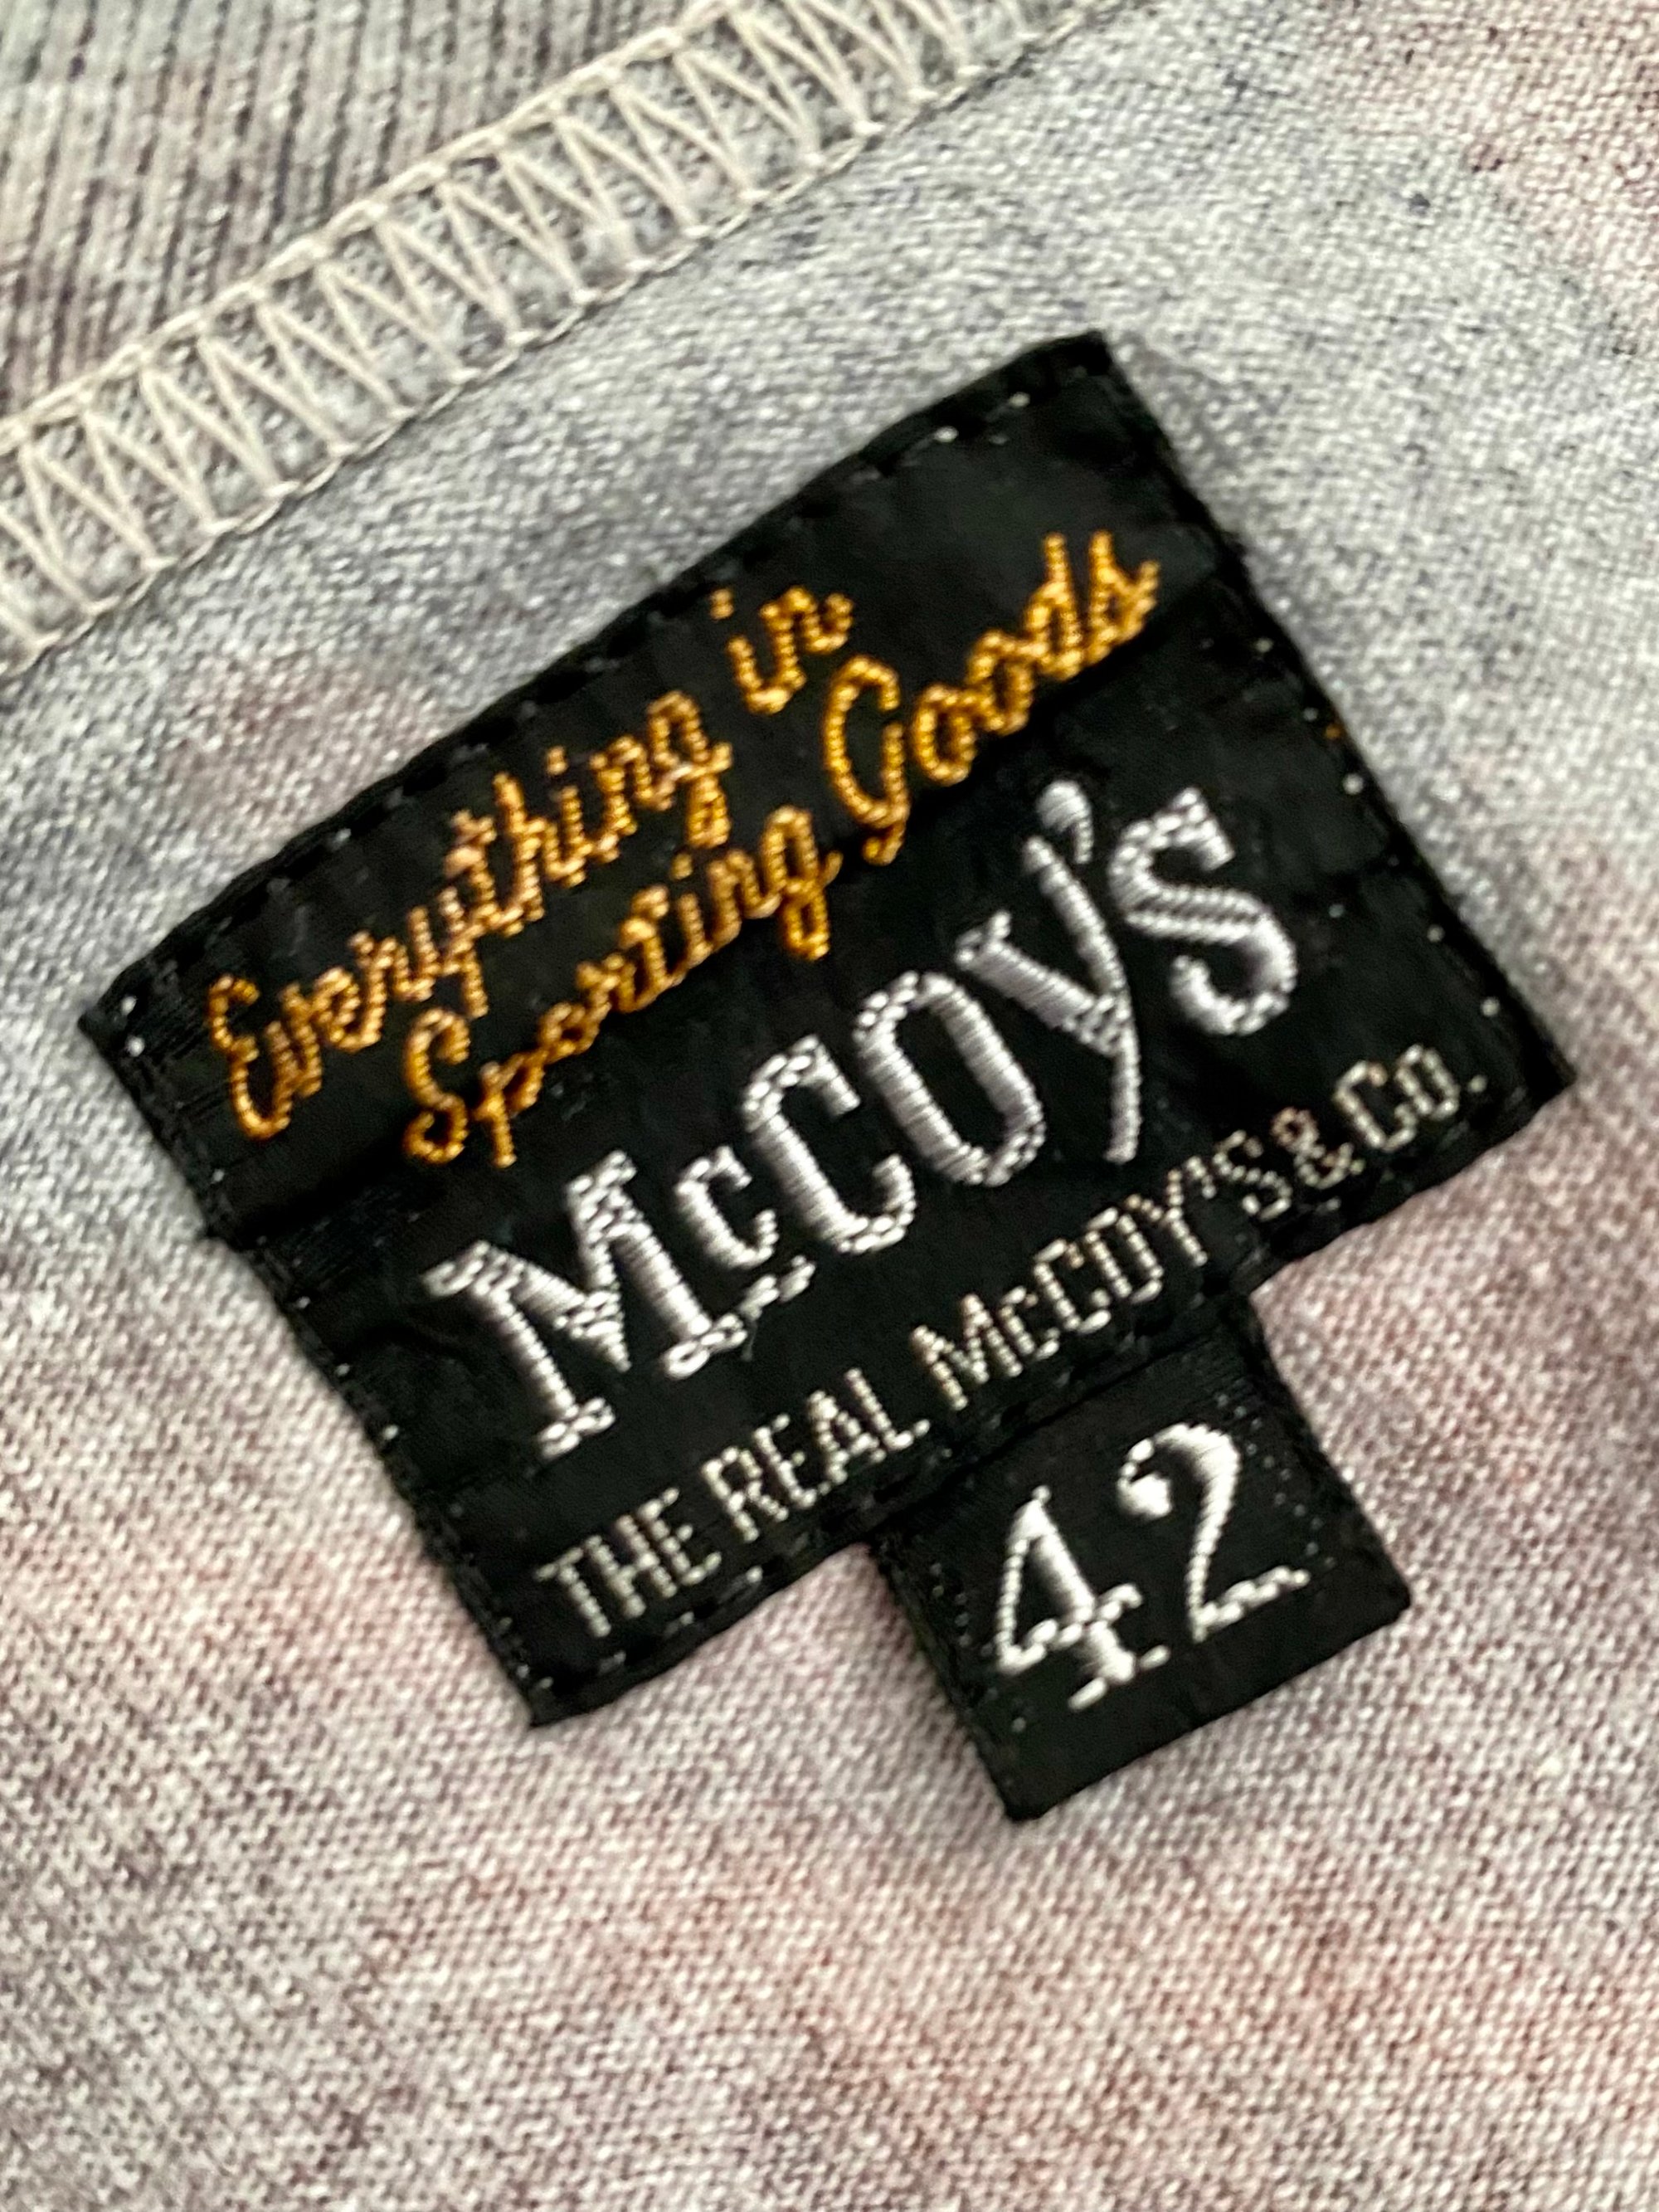 Everything in
Sporting Goods
McCOY'S
THE REAL McCOY'S & Co.
42